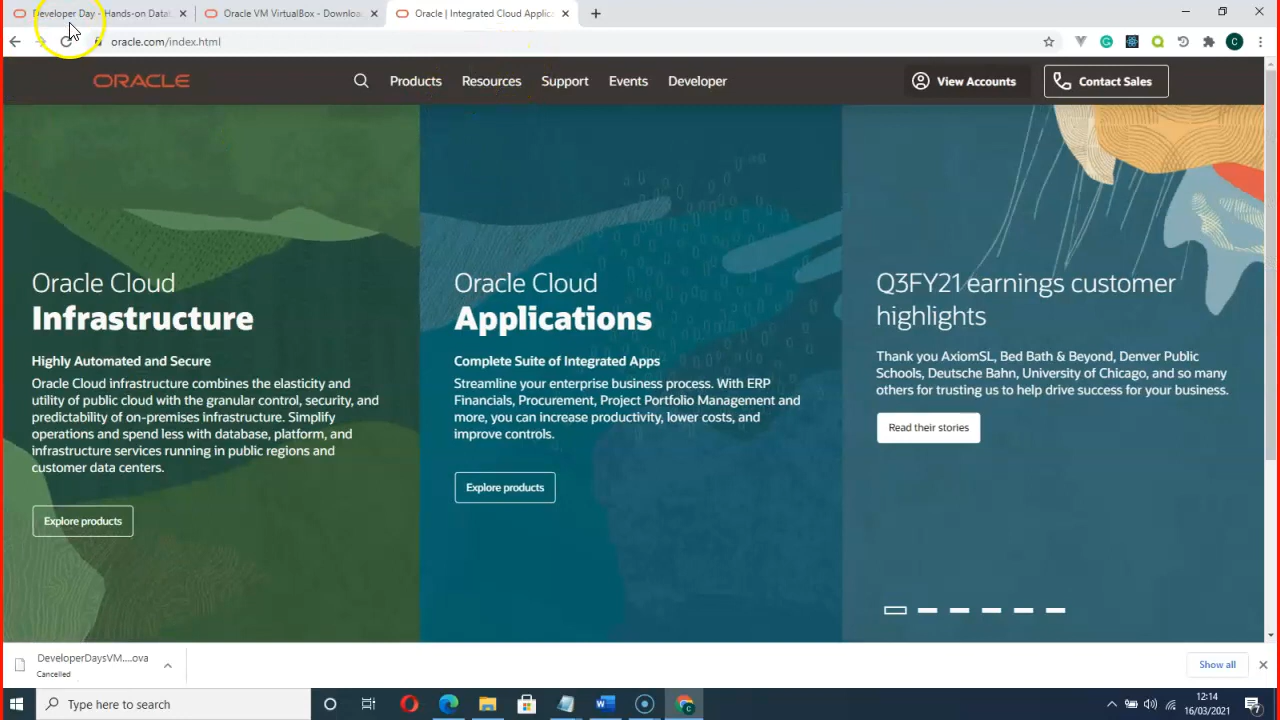 Developer Day - Hands-on Datab
Oracle VM VirtualBox - Downloa
Oracle | Integrated Cloud Applica
oracle.com/index.html
ORACLE
Products
Resources
Support
Events
Developer
View Accounts
Contact Sales
Oracle Cloud
Infrastructure
Highly Automated and Secure
Oracle Cloud infrastructure combines the elasticity and
utility of public cloud with the granular control, security, and
predictability of on-premises infrastructure. Simplify
operations and spend less with database, platform, and
infrastructure services running in public regions and
customer data centers.
Explore products
Oracle Cloud
Applications
Complete Suite of Integrated Apps
Streamline your enterprise business process. With ERP
Financials, Procurement, Project Portfolio Management and
more, you can increase productivity, lower costs, and
improve controls.
Explore products
Q3FY21 earnings customer
highlights
Thank you AxiomSL, Bed Bath & Beyond, Denver Public
Schools, Deutsche Bahn, University of Chicago, and so many
others for trusting us to help drive success for your business.
Read their stories
DeveloperDaysVM....ova
Cancelled
Show all
Type here to search
12:14
16/03/2021